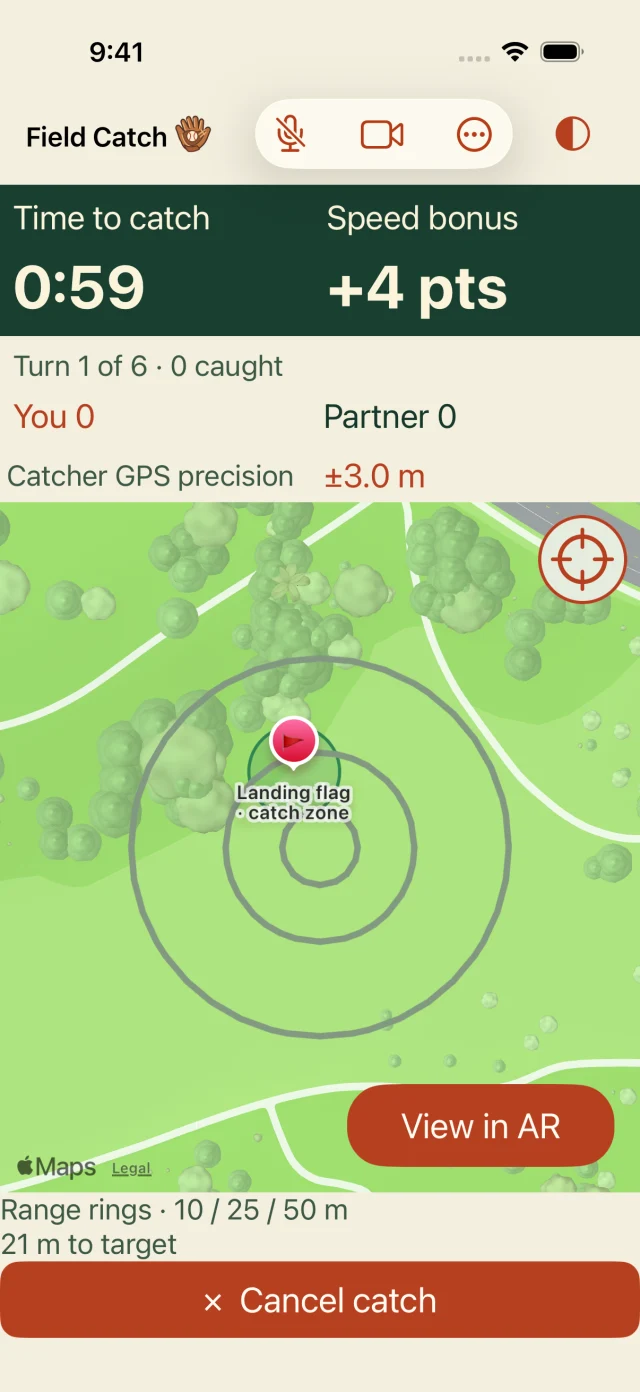 9:41
Field Catch
Time to catch
Speed bonus
0:59
+4 pts
Turn 1 of 6 · 0 caught
You 0
Partner 0
Catcher GPS precision
±3.0 m
Landing flag
· catch zone
View in AR
Maps
Legal
Range rings · 10 / 25 / 50 m
21 m to target
× Cancel catch